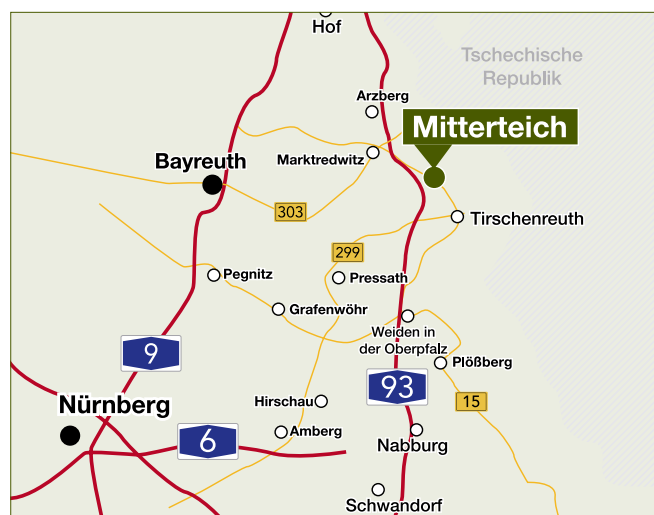 Hof
Tschechische
Republik
Arzberg
Mitterteich
Bayreuth
Marktredwitz
303
Tirschenreuth
299
Pegnitz
Pressath
Grafenwöhr
Weiden in
der Oberpfalz
9
Plößberg
93
15
Hirschau
Nürnberg
6
Amberg
Nabburg
Schwandorf